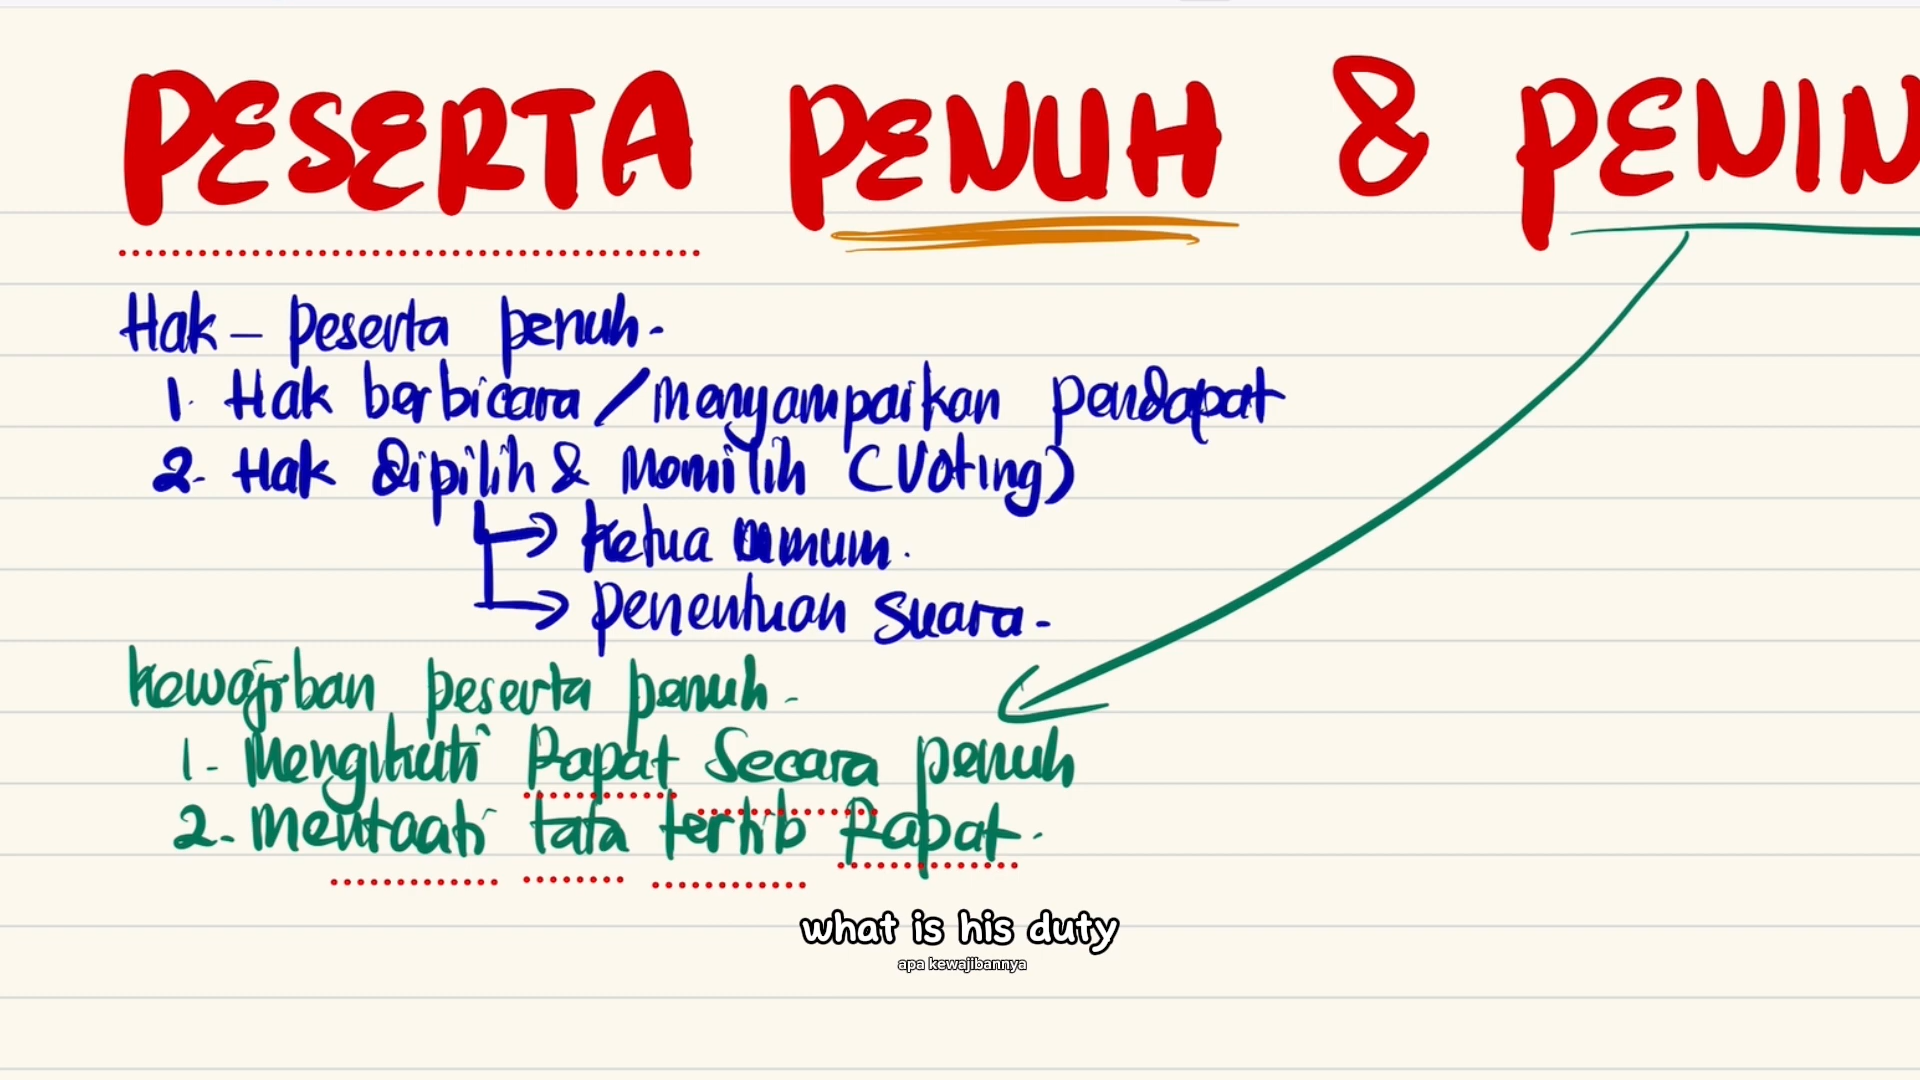 PESERTA PENUH & PENIN
Hak - Peserta penuh.
1. Hak berbicara / Menyampaikan pendapat
2. Hak dipilih & Memilih (Voting)
→ Ketua Umum.
→ Penentuan Suara.
Kewajiban peserta penuh.
1. Mengikuti Rapat Secara penuh
2. Mentaati tata tertib Rapat.
what is his duty
apa kewajibannya